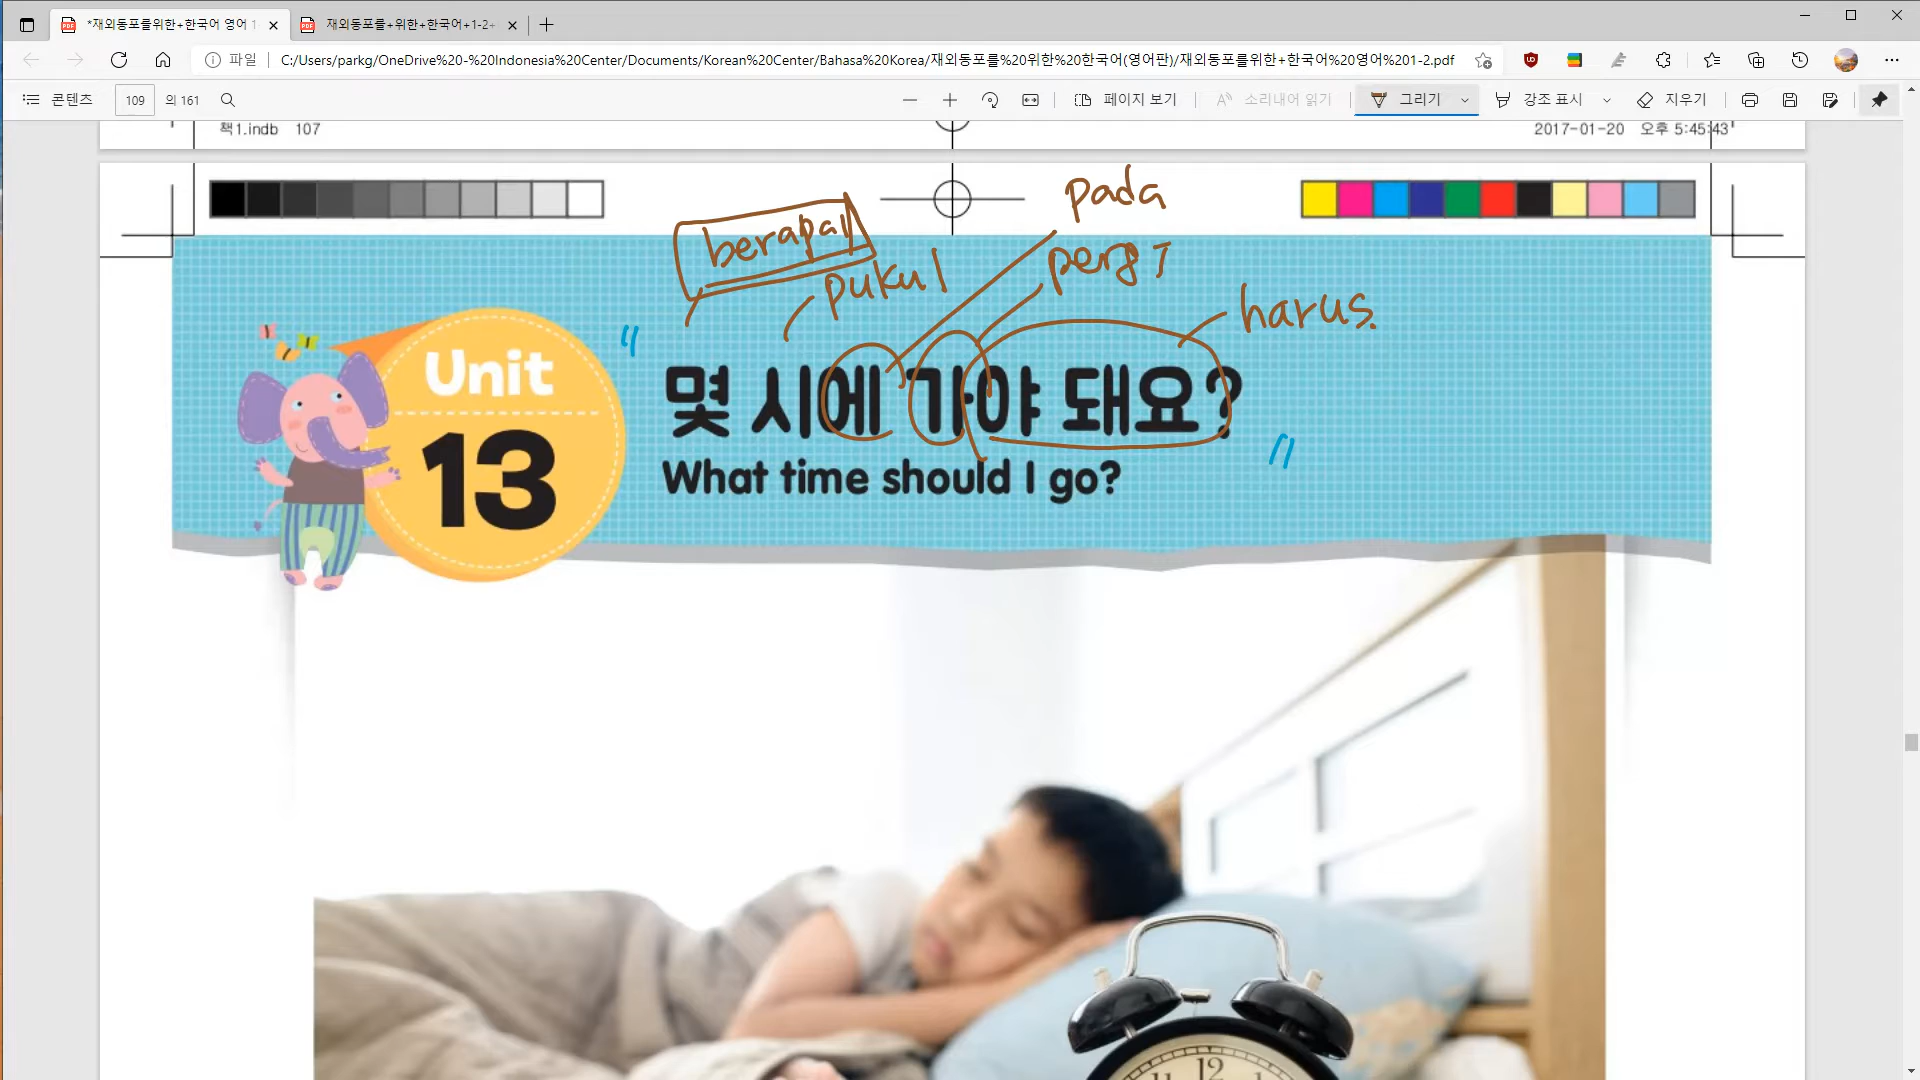 *재외동포를위한+한국어 영어 1
재외동포를+위한+한국어+1-2+
파일
C:/Users/parkg/OneDrive%20-%20Indonesia%20Center/Documents/Korean%20Center/Bahasa%20Korea/재외동포를%20위한%20한국어(영어판)/재외동포를위한+한국어%20영어%201-2.pdf
콘텐츠
109 의 161
페이지 보기
소리내어 읽기
그리기
강조 표시
지우기
책1.indb 107
2017-01-20 오후 5:45:43
pada
pukul
pergi
harus.
Unit
13
몇 시에 가야 돼요?
What time should I go?
12